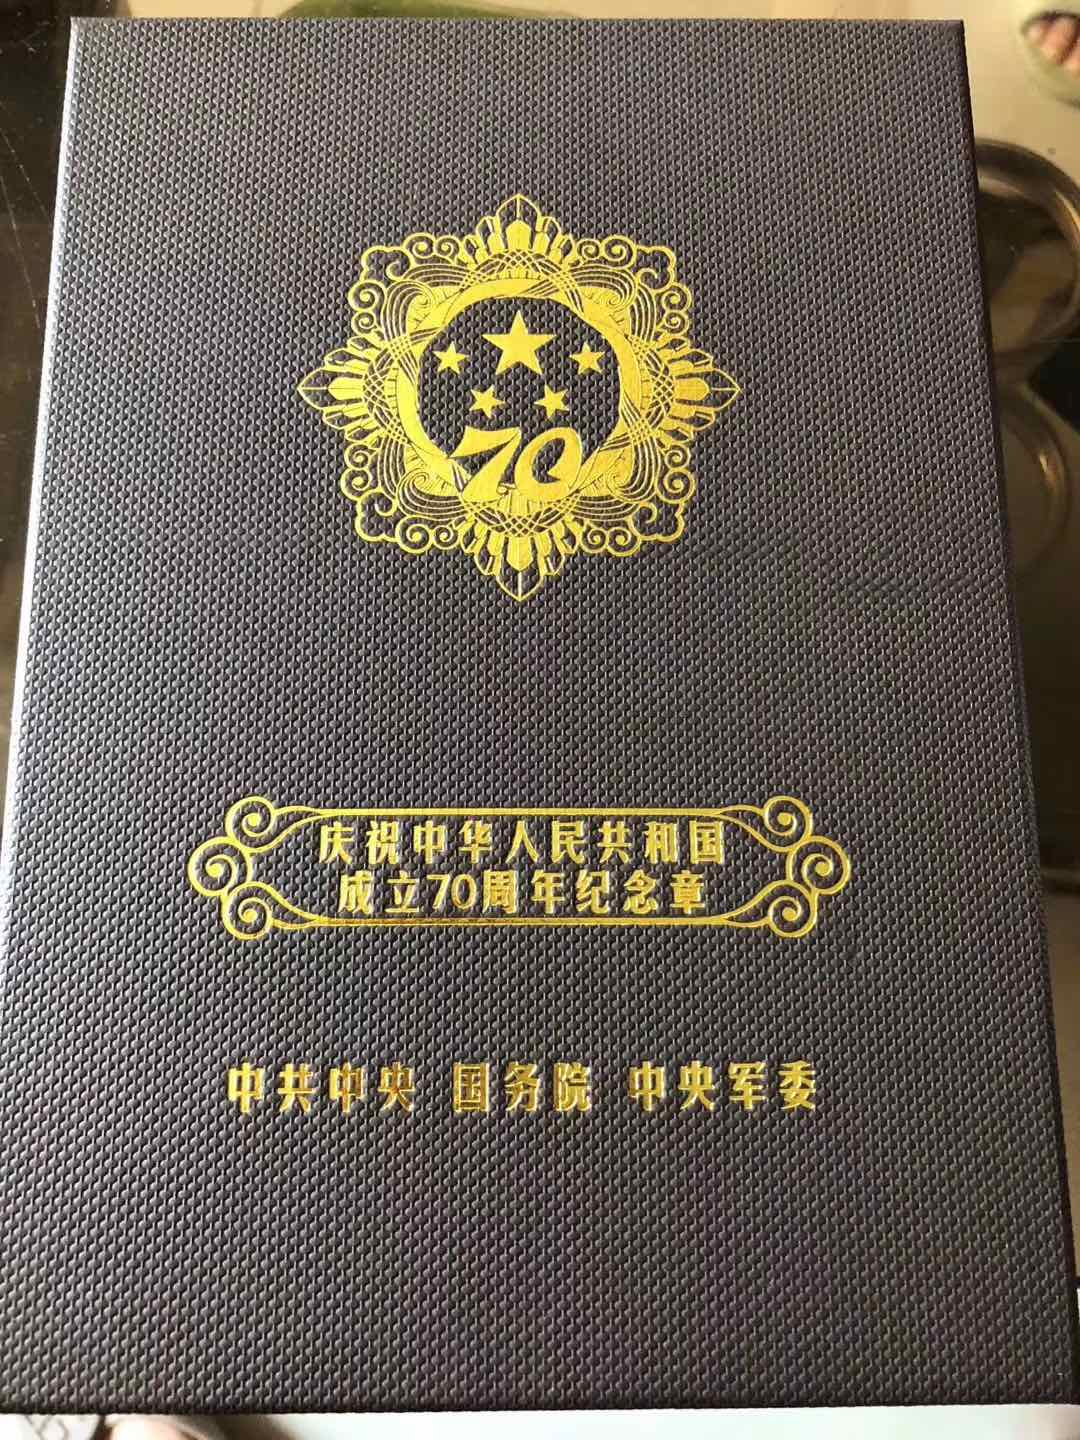 70
庆祝中华人民共和国
成立70周年纪念章
中共中央 国务院 中央军委